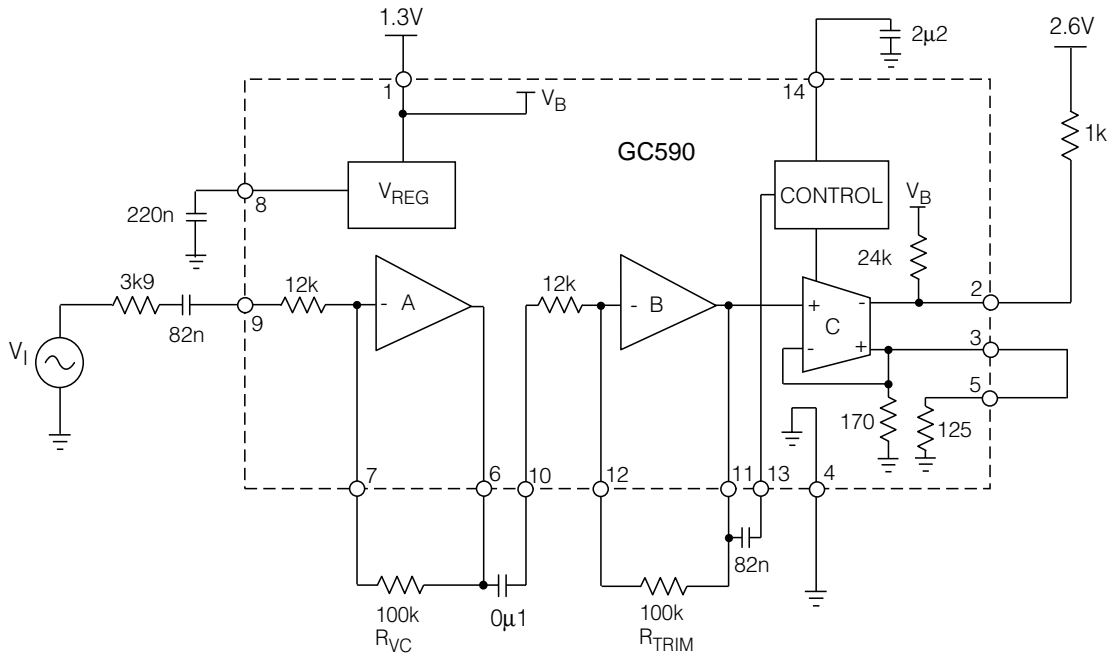 1.3V
2µ2
2.6V
1
V_B
14
1k
GC590
V_REG
CONTROL
8
220n
V_B
24k
3k9
12k
12k
- A
- B
+
-
-
+
C
2
9
82n
3
V_I
5
170
125
7
6
10
12
11
13
4
82n
100k
R_VC
0µ1
100k
R_TRIM